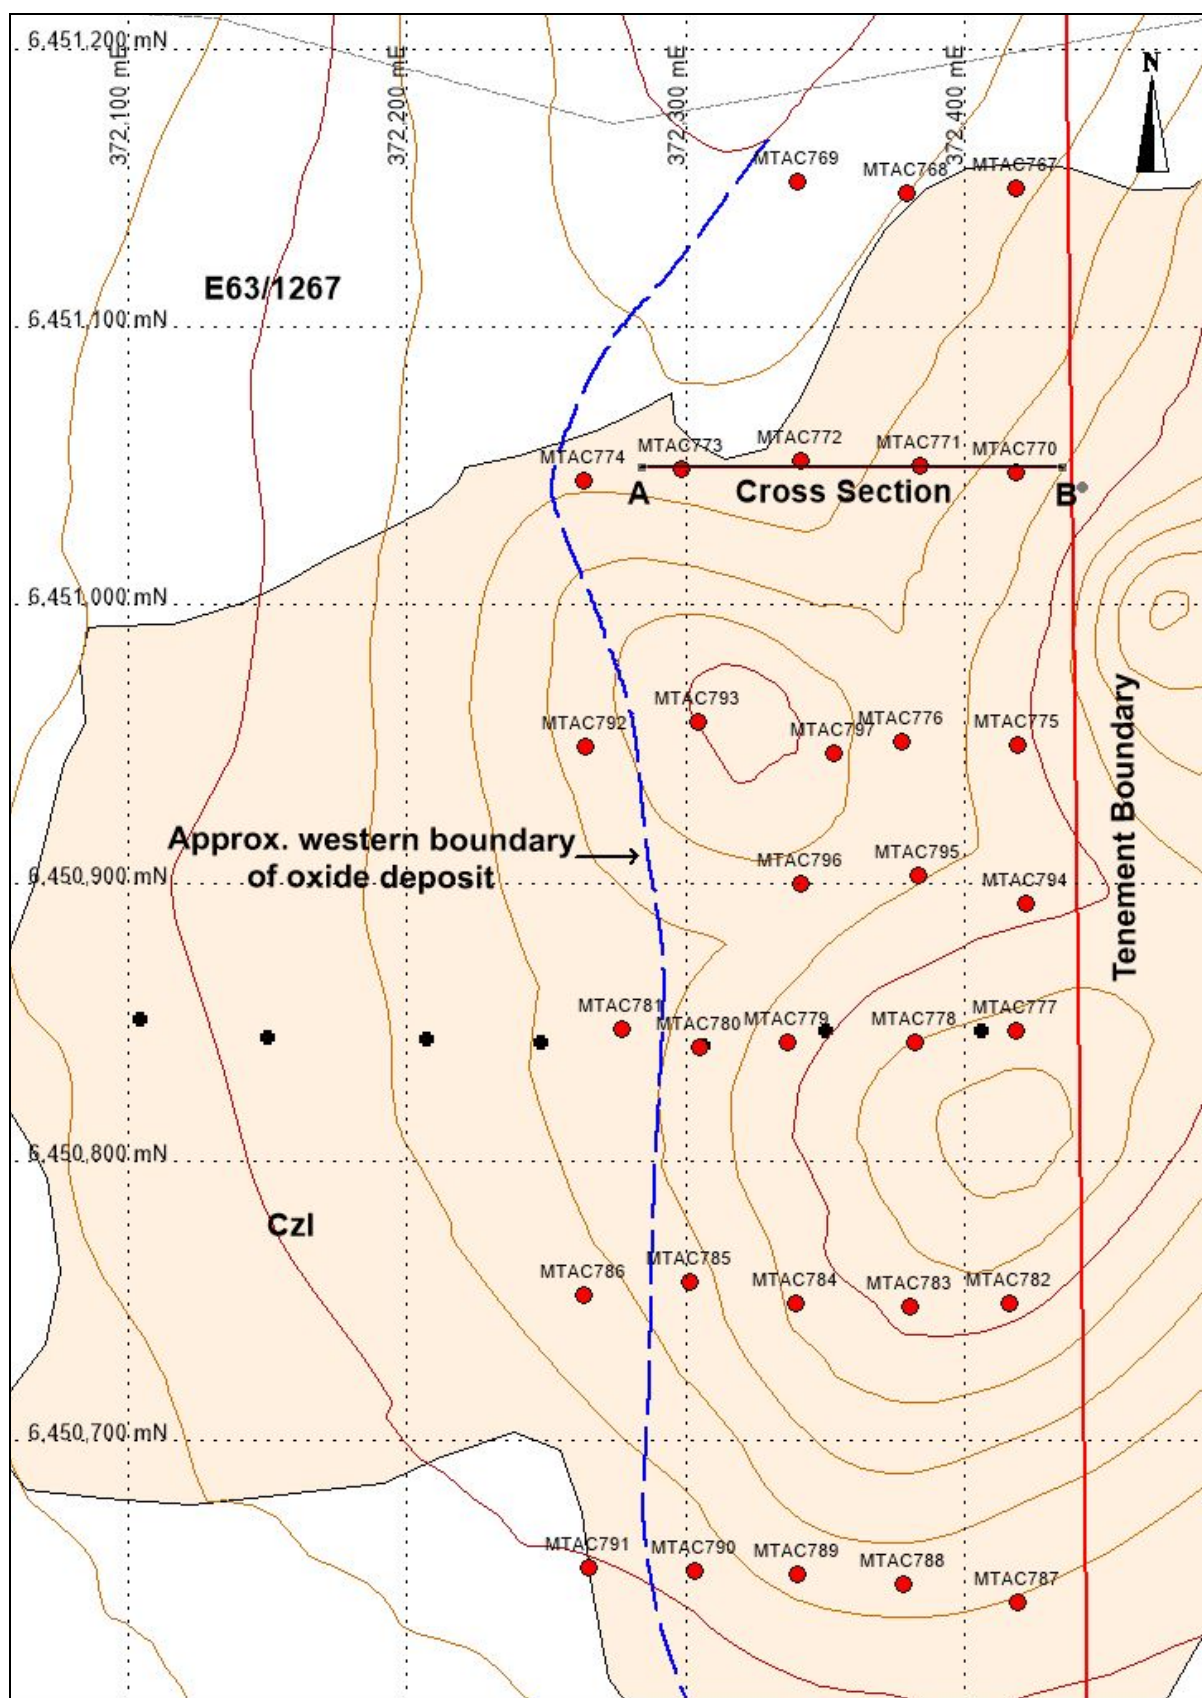 6,451,200 mN
372,100 mE
372,200 mE
372,300 mE
372,400 mE
N
MTAC769
MTAC768
MTAC767
E63/1267
6,451,100 mN
MTAC774
MTAC773
MTAC772
MTAC771
MTAC770
A
Cross Section
B
6,451,000 mN
MTAC792
MTAC793
MTAC797
MTAC776
MTAC775
Tenement Boundary
Approx. western boundary
of oxide deposit
6,450,900 mN
MTAC796
MTAC795
MTAC794
MTAC781
MTAC780
MTAC779
MTAC778
MTAC777
6,450,800 mN
Czl
MTAC786
MTAC785
MTAC784
MTAC783
MTAC782
6,450,700 mN
MTAC791
MTAC790
MTAC789
MTAC788
MTAC787